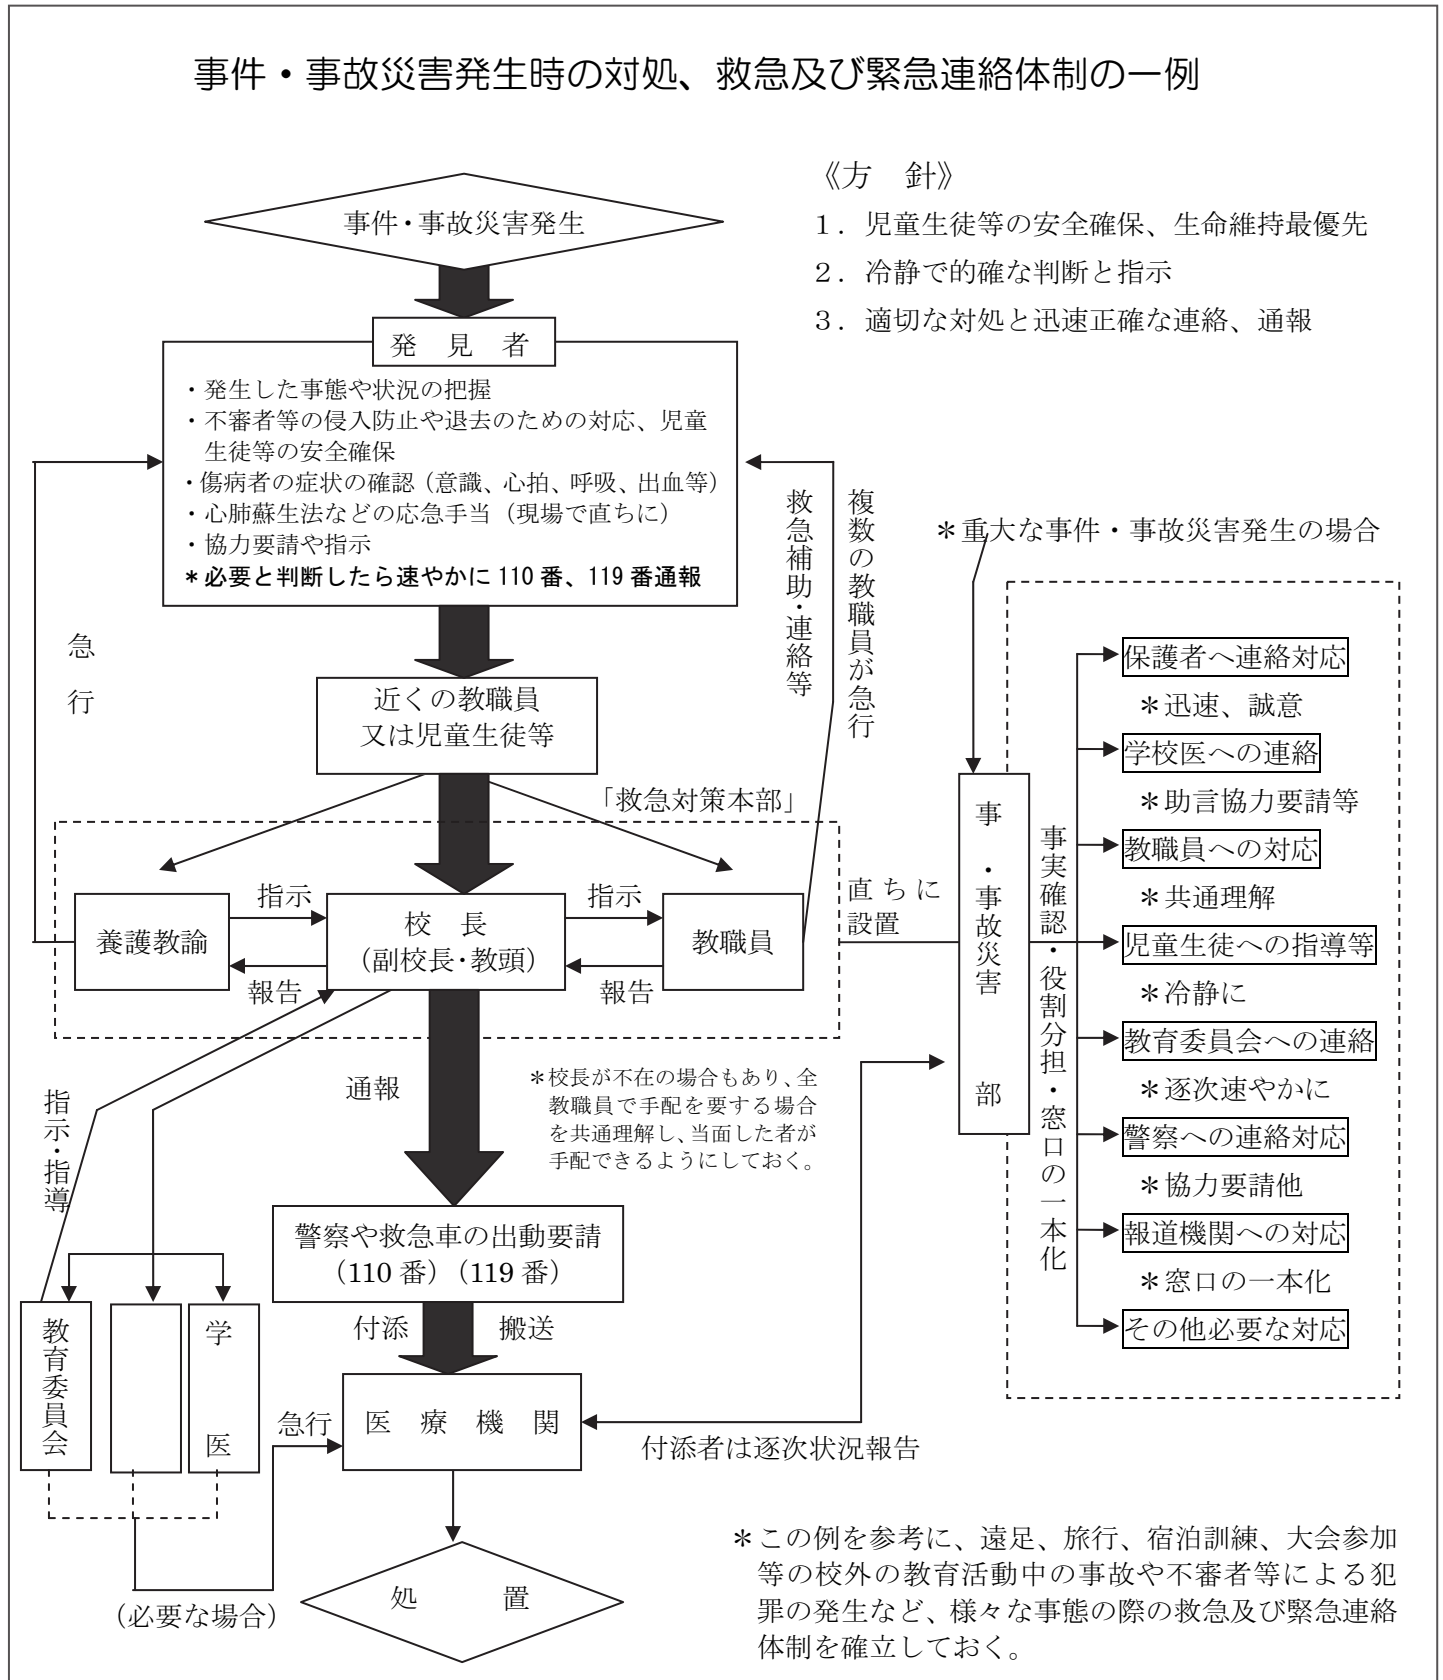 事件・事故災害発生時の対処、救急及び緊急連絡体制の一例
《方　針》
１．児童生徒等の安全確保、生命維持最優先
２．冷静で的確な判断と指示
３．適切な対処と迅速正確な連絡、通報
事件・事故災害発生
発　見　者
・発生した事態や状況の把握
・不審者等の侵入防止や退去のための対応、児童
生徒等の安全確保
・傷病者の症状の確認（意識、心拍、呼吸、出血等）
・心肺蘇生法などの応急手当（現場で直ちに）
・協力要請や指示
＊必要と判断したら速やかに 110 番、119 番通報
急　行
救急補助・連絡等
複数の教職員が急行
近くの教職員
又は児童生徒等
「救急対策本部」
養護教諭
指示
報告
校　長
（副校長・教頭）
指示
報告
教職員
直ちに
設置
＊重大な事件・事故災害発生の場合
事　・事故災害　　部
事実確認・役割分担・窓口の一本化
保護者へ連絡対応
＊迅速、誠意
学校医への連絡
＊助言協力要請等
教職員への対応
＊共通理解
児童生徒への指導等
＊冷静に
教育委員会への連絡
＊逐次速やかに
警察への連絡対応
＊協力要請他
報道機関への対応
＊窓口の一本化
その他必要な対応
指示・指導
通報
＊校長が不在の場合もあり、全
教職員で手配を要する場合
を共通理解し、当面した者が
手配できるようにしておく。
警察や救急車の出動要請
（110 番）（119 番）
付添
搬送
教育委員会
学　医
急行
医　療　機　関
付添者は逐次状況報告
（必要な場合）
処　　置
＊この例を参考に、遠足、旅行、宿泊訓練、大会参加
等の校外の教育活動中の事故や不審者等による犯
罪の発生など、様々な事態の際の救急及び緊急連絡
体制を確立しておく。